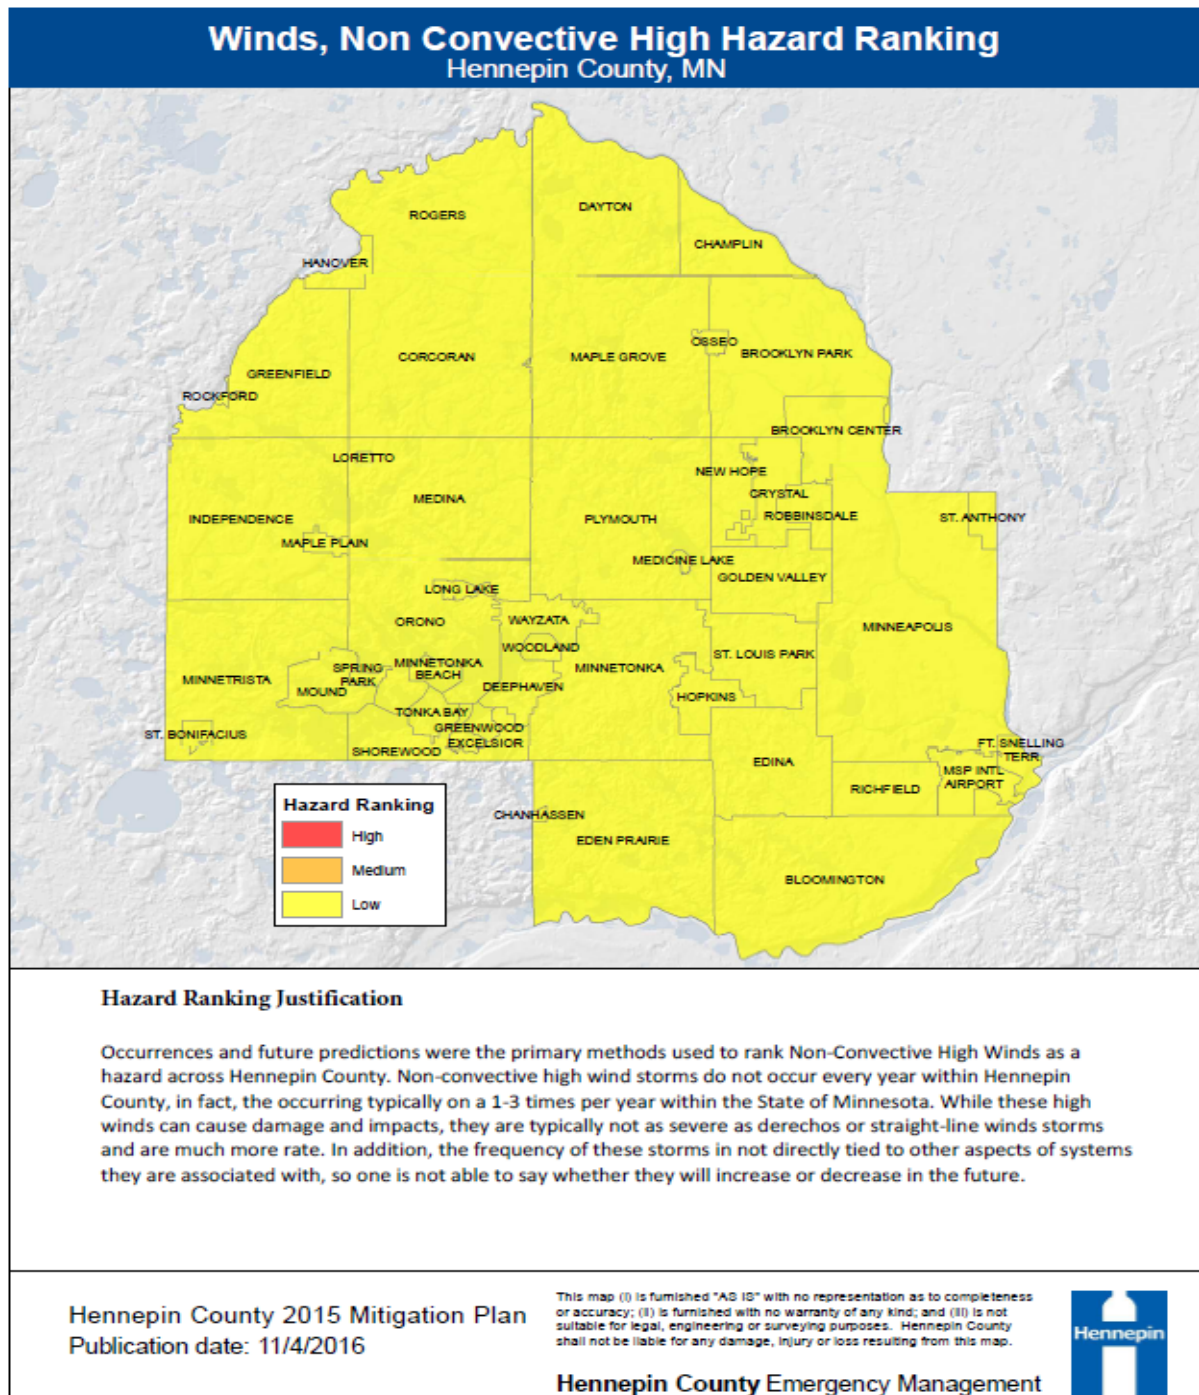 Winds, Non Convective High Hazard Ranking
Hennepin County, MN
ROGERS
DAYTON
CHAMPLIN
HANOVER
OSSEO
CORCORAN
MAPLE GROVE
BROOKLYN PARK
GREENFIELD
ROCKFORD
BROOKLYN CENTER
LORETTO
NEW HOPE
MEDINA
CRYSTAL
INDEPENDENCE
PLYMOUTH
ROBBINSDALE
ST. ANTHONY
MAPLE PLAIN
MEDICINE LAKE
GOLDEN VALLEY
LONG LAKE
ORONO
WAYZATA
MINNEAPOLIS
WOODLAND
ST. LOUIS PARK
MINNETRISTA
SPRING
PARK
MINNETONKA
BEACH
MINNETONKA
MOUND
DEEPHAVEN
HOPKINS
TONKA BAY
GREENWOOD
ST. BONIFACIUS
EXCELSIOR
SHOREWOOD
FT. SNELLING
TERR
EDINA
MSP INTL
AIRPORT
RICHFIELD
CHANHASSEN
EDEN PRAIRIE
BLOOMINGTON
Hazard Ranking
High
Medium
Low
Hazard Ranking Justification
Occurrences and future predictions were the primary methods used to rank Non-Convective High Winds as a
hazard across Hennepin County. Non-convective high wind storms do not occur every year within Hennepin
County, in fact, the occurring typically on a 1-3 times per year within the State of Minnesota. While these high
winds can cause damage and impacts, they are typically not as severe as derechos or straight-line winds storms
and are much more rate. In addition, the frequency of these storms in not directly tied to other aspects of systems
they are associated with, so one is not able to say whether they will increase or decrease in the future.
Hennepin County 2015 Mitigation Plan
Publication date: 11/4/2016
This map (i) is furnished "AS IS" with no representation as to completeness
or accuracy; (ii) is furnished with no warranty of any kind; and (iii) is not
suitable for legal, engineering or surveying purposes. Hennepin County
shall not be liable for any damage, injury or loss resulting from this map.
Hennepin County Emergency Management
Hennepin